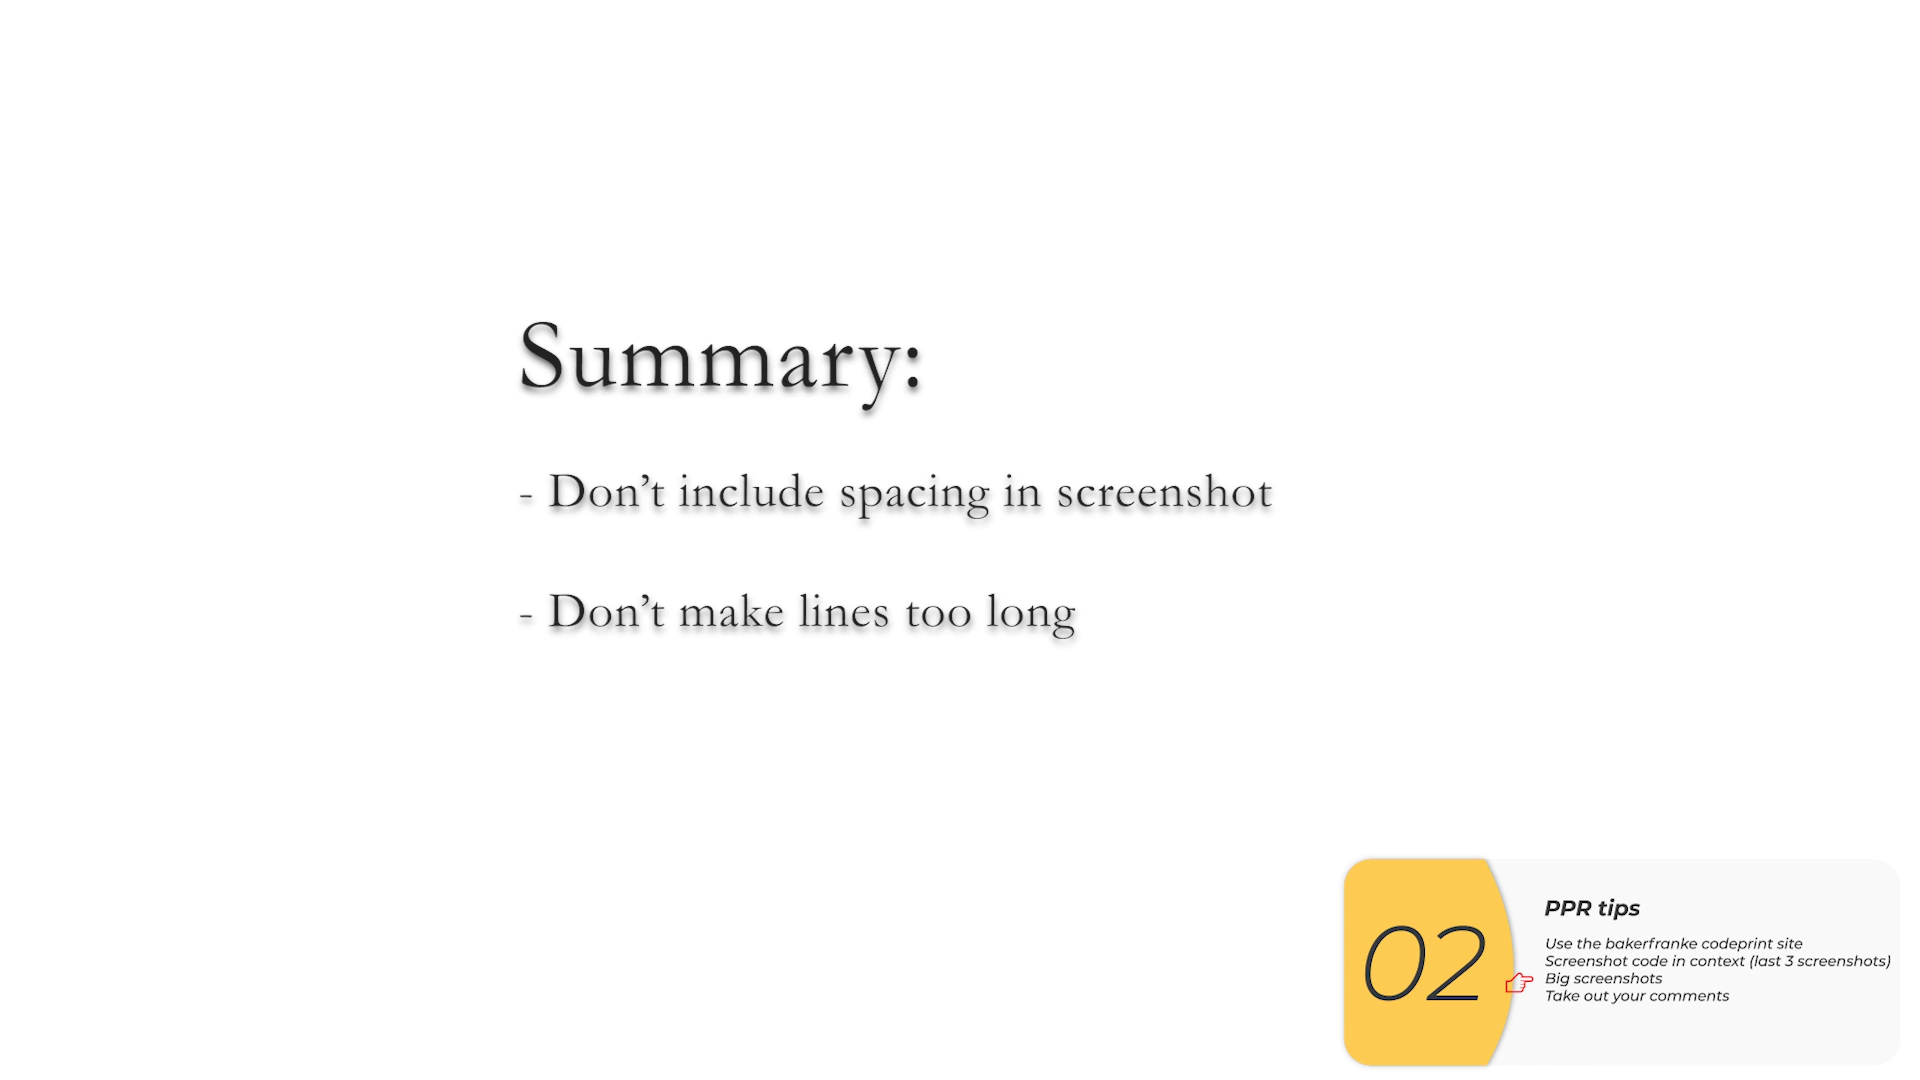 Summary:
- Don’t include spacing in screenshot
- Don’t make lines too long
02
PPR tips
Use the bakerfranke codeprint site
Screenshot code in context (last 3 screenshots)
Big screenshots
Take out your comments